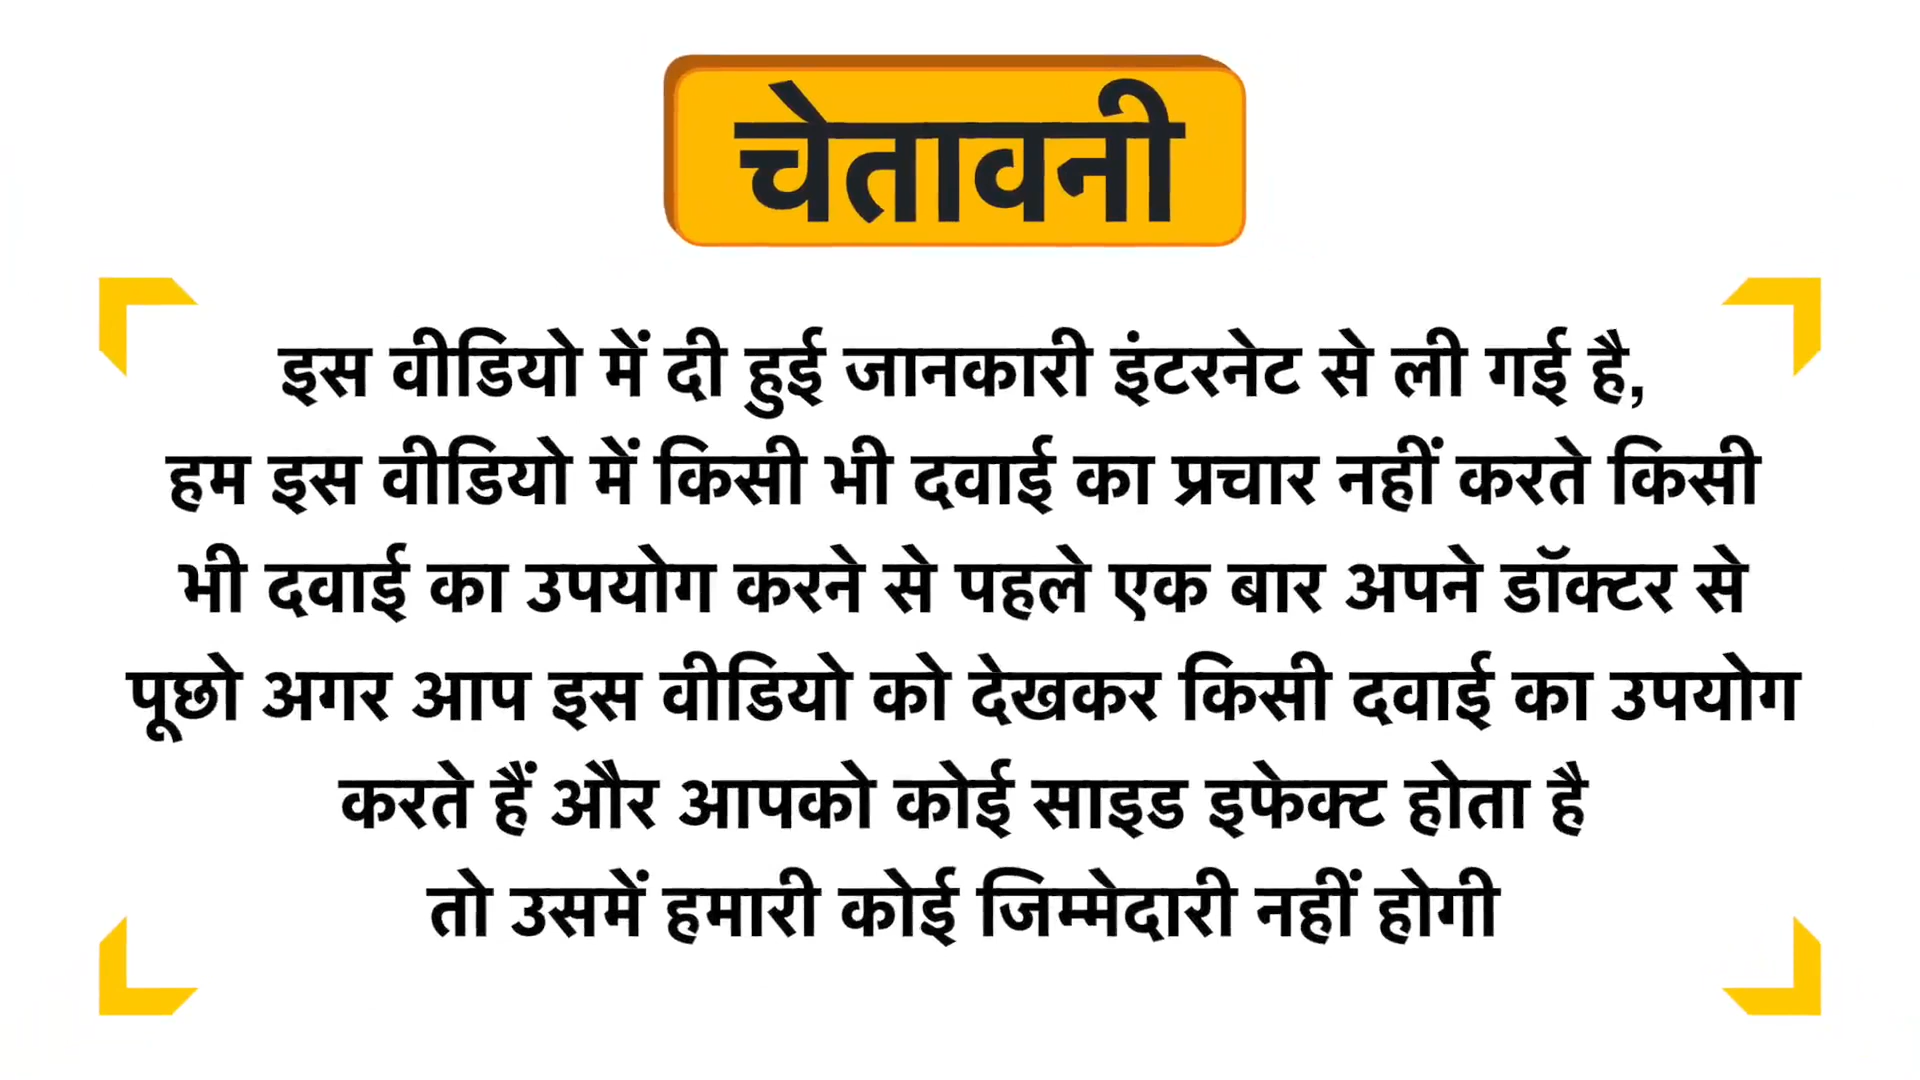 चेतावनी
इस वीडियो में दी हुई जानकारी इंटरनेट से ली गई है,
हम इस वीडियो में किसी भी दवाई का प्रचार नहीं करते किसी
भी दवाई का उपयोग करने से पहले एक बार अपने डॉक्टर से
पूछो अगर आप इस वीडियो को देखकर किसी दवाई का उपयोग
करते हैं और आपको कोई साइड इफेक्ट होता है
तो उसमें हमारी कोई जिम्मेदारी नहीं होगी